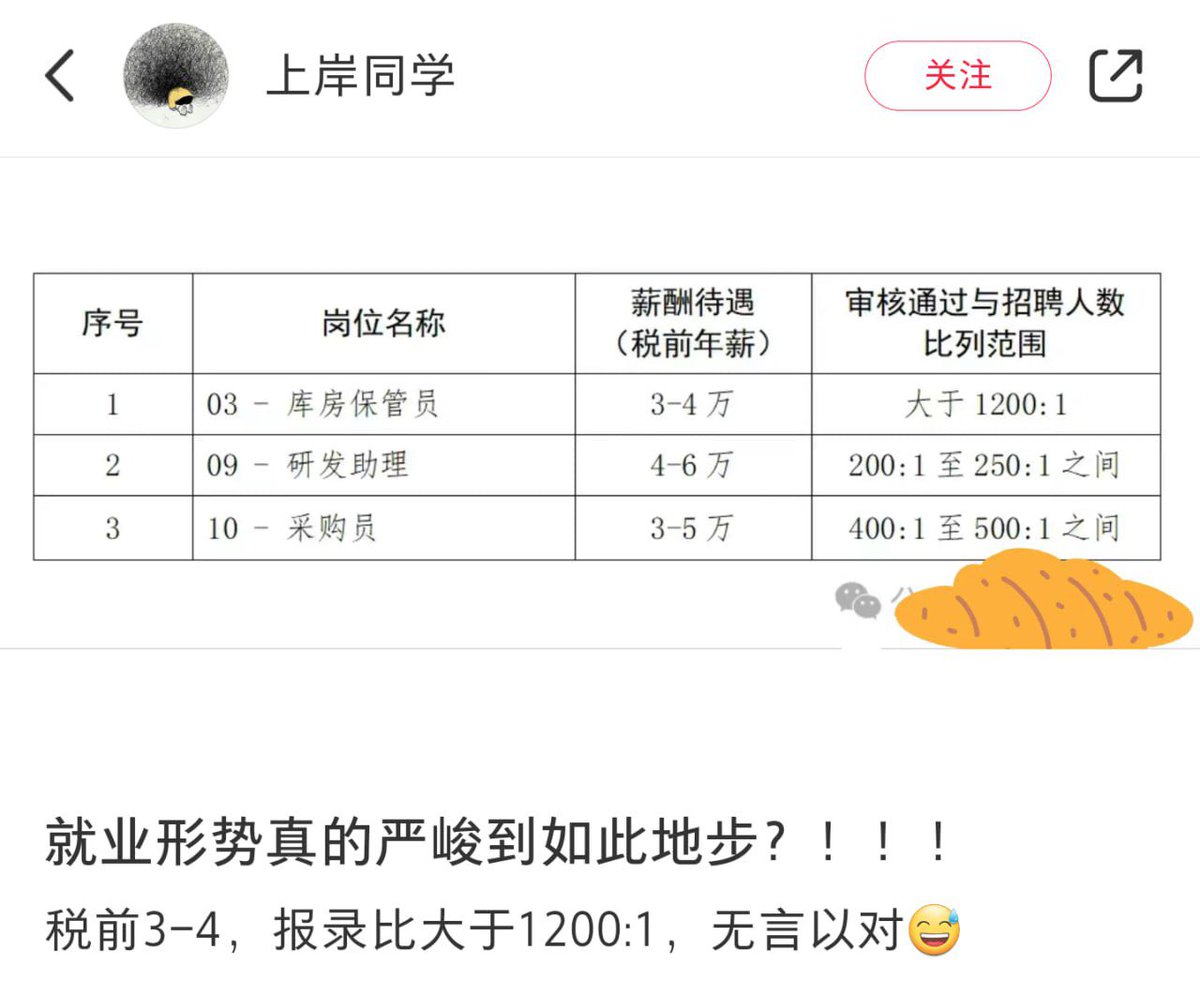 上岸同学
关注
序号 岗位名称 薪酬待遇（税前年薪） 审核通过与招聘人数比列范围
1 03 - 库房保管员 3-4 万 大于 1200:1
2 09 - 研发助理 4-6 万 200:1 至 250:1 之间
3 10 - 采购员 3-5 万 400:1 至 500:1 之间
就业形势真的严峻到如此地步？！！！
税前3-4，报录比大于1200:1，无言以对😅